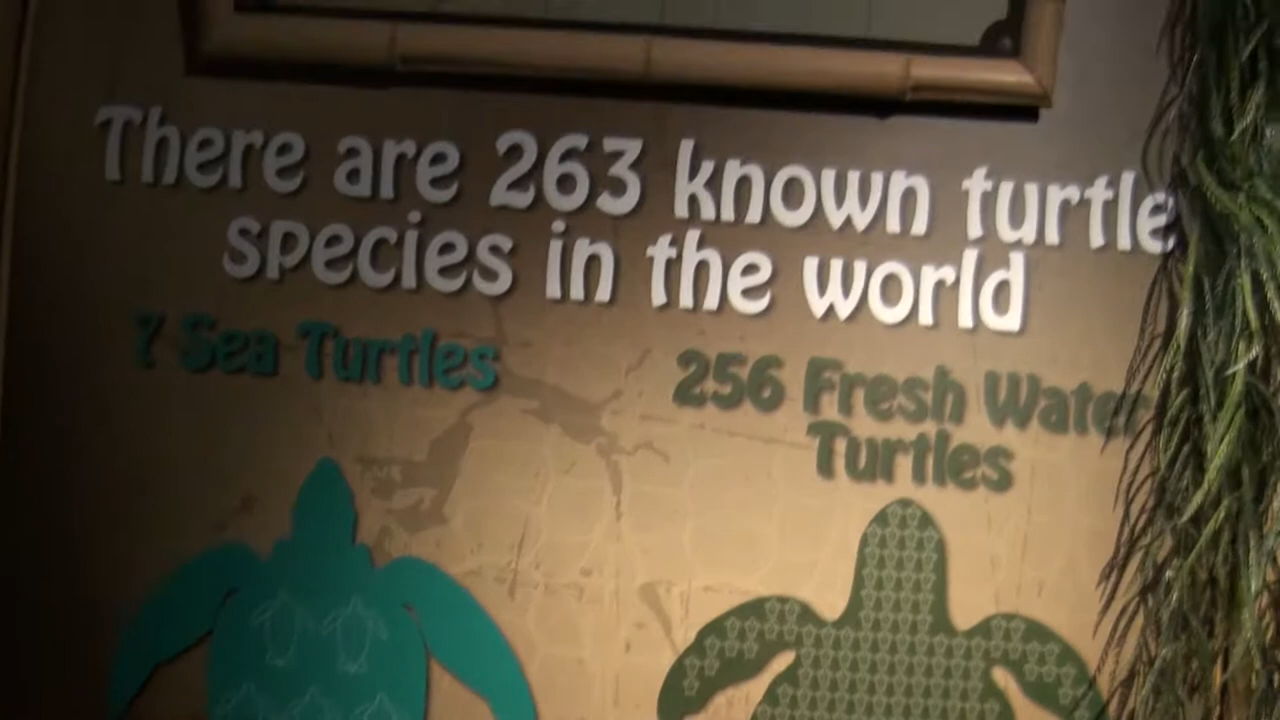 There are 263 known turtle
species in the world
7 Sea Turtles
256 Fresh Water
Turtles